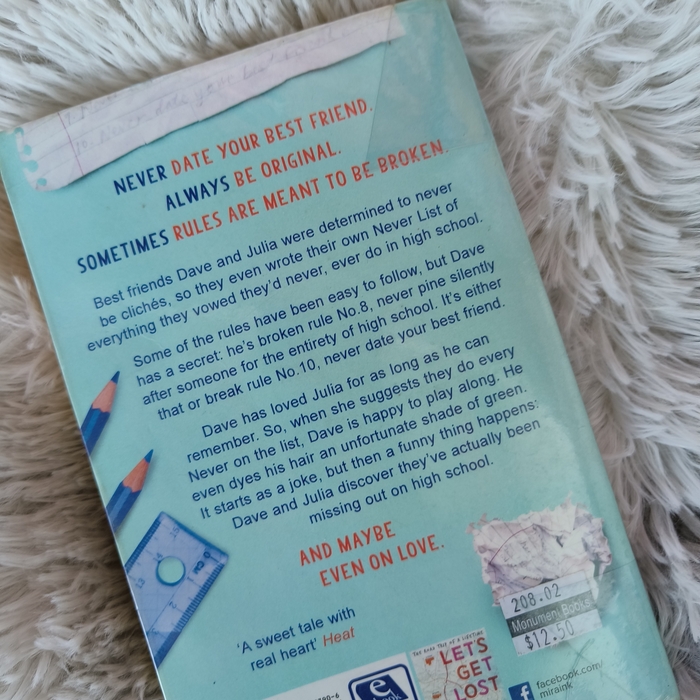 NEVER DATE YOUR BEST FRIEND.
ALWAYS BE ORIGINAL.
SOMETIMES RULES ARE MEANT TO BE BROKEN.
Best friends Dave and Julia were determined to never
be clichés, so they even wrote their own Never List of
everything they vowed they'd never, ever do in high school.
Some of the rules have been easy to follow, but Dave
has a secret: he's broken rule No.8, never pine silently
after someone for the entirety of high school. It's either
that or break rule No.10, never date your best friend.
Dave has loved Julia for as long as he can
remember. So, when she suggests they do every
Never on the list, Dave is happy to play along. He
even dyes his hair an unfortunate shade of green.
It starts as a joke, but then a funny thing happens:
Dave and Julia discover they've actually been
missing out on high school.
AND MAYBE
EVEN ON LOVE.
'A sweet tale with
real heart' Heat
208.02
Monument Books
$12.50
LET'S
GET
LOST
facebook.com/
miraink